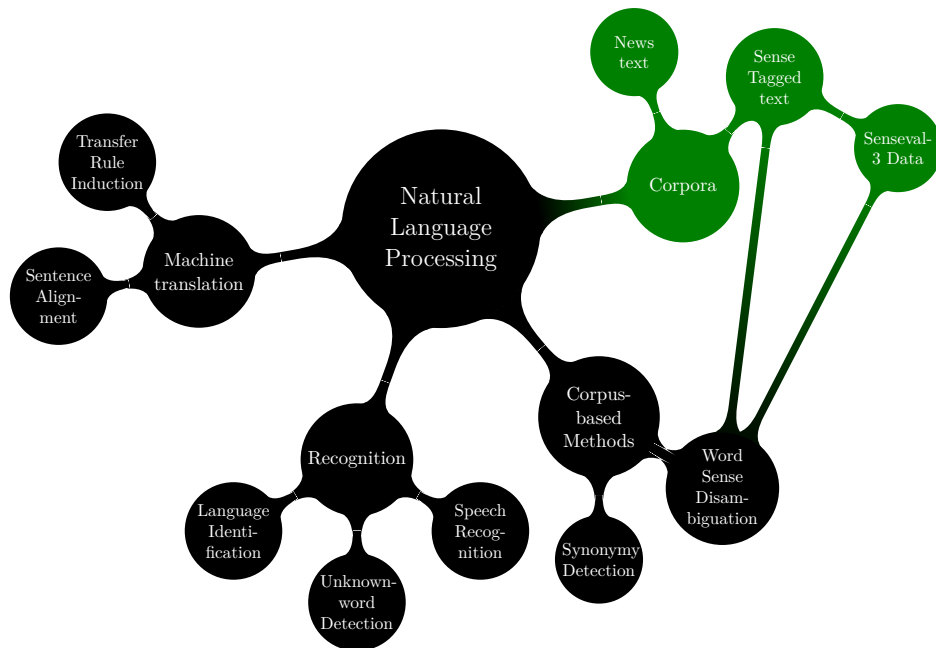 News
text
Sense
Tagged
text
Senseval-
3 Data
Corpora
Transfer
Rule
Induction
Natural
Language
Processing
Machine
translation
Sentence
Align-
ment
Corpus-
based
Methods
Recognition
Word
Sense
Disam-
biguation
Language
Identi-
fication
Speech
Recog-
nition
Synonymy
Detection
Unknown-
word
Detection